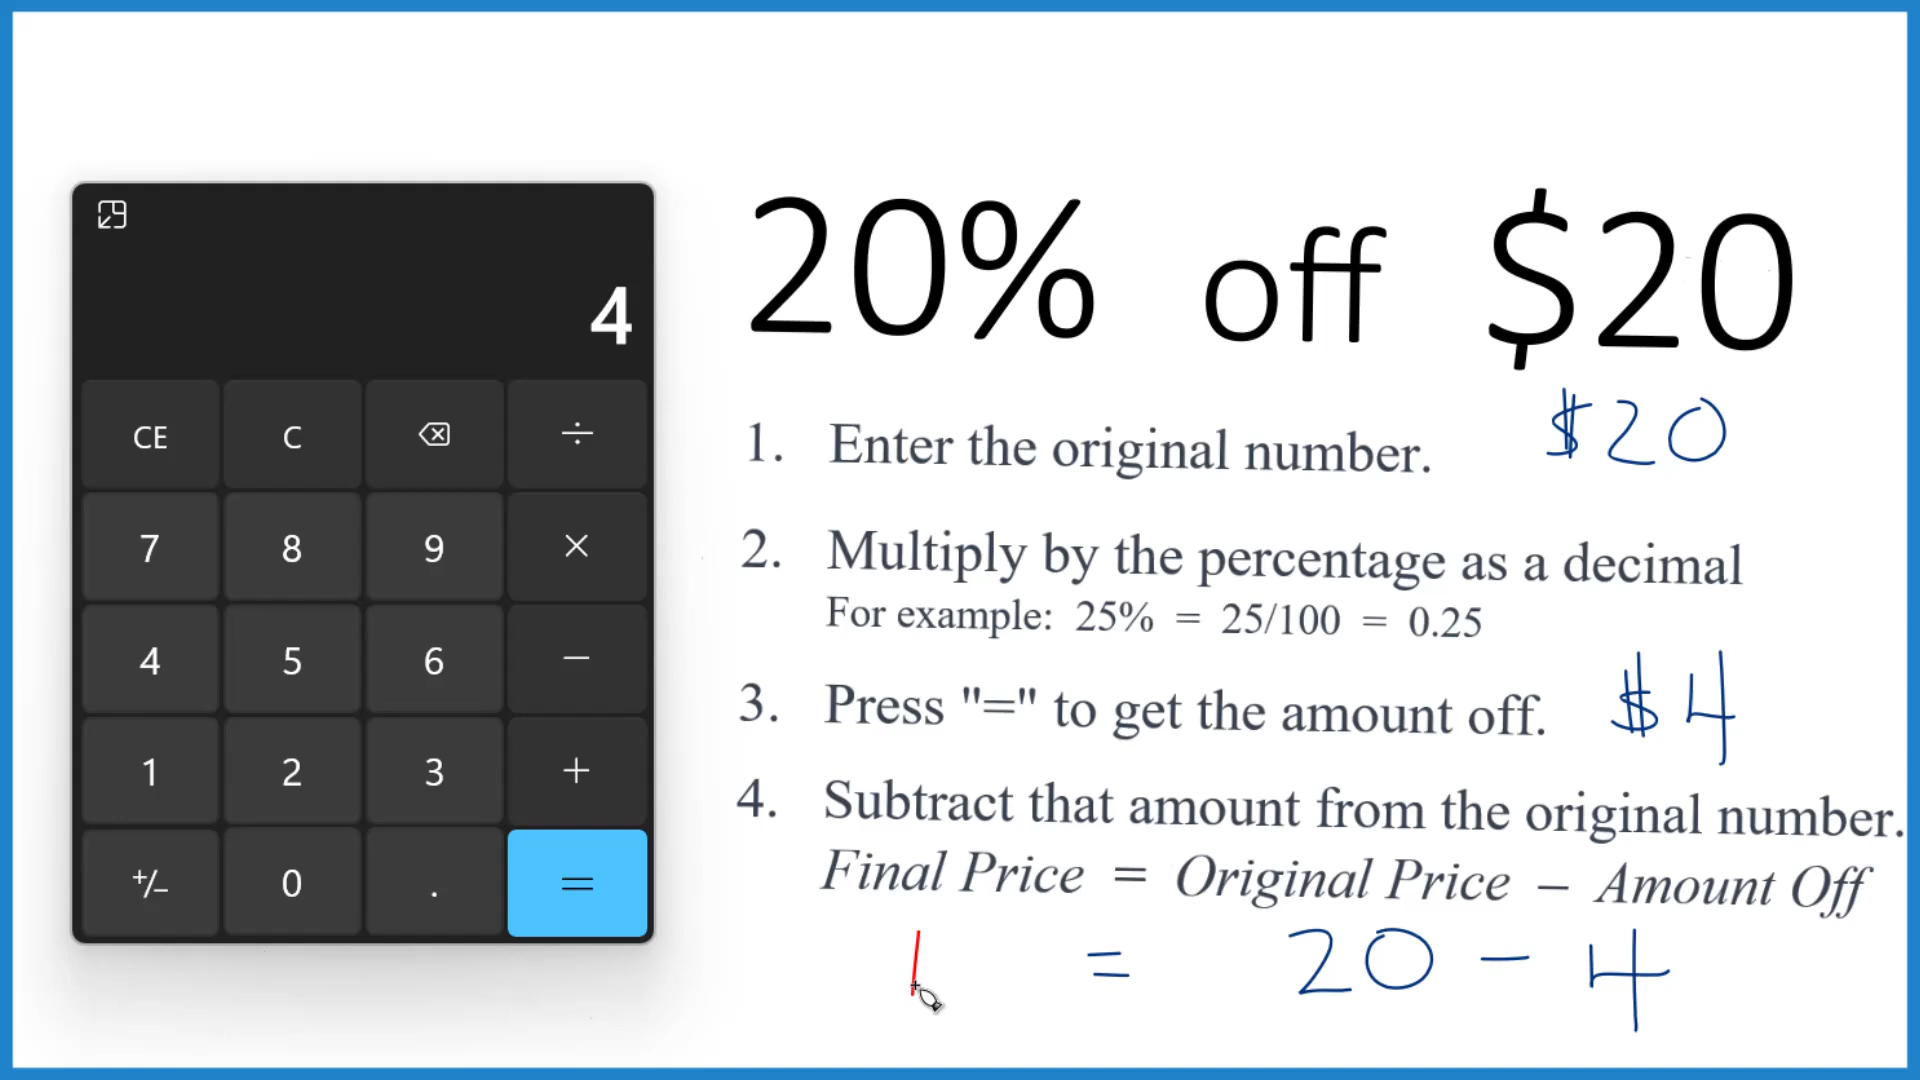 4
CE C ÷
7 8 9 ×
4 5 6 −
1 2 3 +
+/− 0 . =
20% off $20
1. Enter the original number. $20
2. Multiply by the percentage as a decimal
For example: 25% = 25/100 = 0.25
3. Press "=" to get the amount off. $4
4. Subtract that amount from the original number.
Final Price = Original Price − Amount Off
1 = 20 − 4